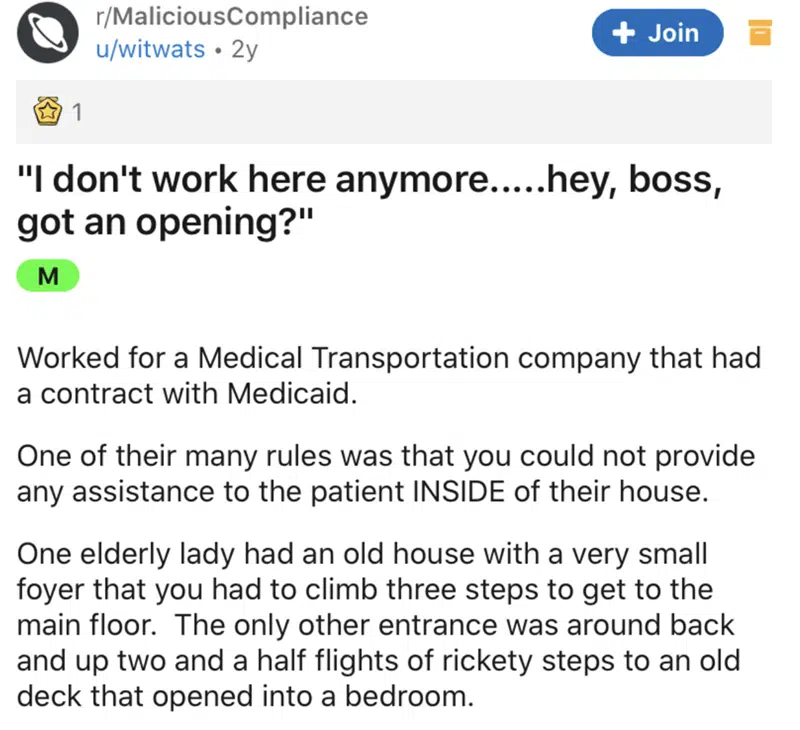 r/MaliciousCompliance
u/witwats • 2y
+ Join
1
"I don't work here anymore.....hey, boss,
got an opening?"
M
Worked for a Medical Transportation company that had
a contract with Medicaid.
One of their many rules was that you could not provide
any assistance to the patient INSIDE of their house.
One elderly lady had an old house with a very small
foyer that you had to climb three steps to get to the
main floor.  The only other entrance was around back
and up two and a half flights of rickety steps to an old
deck that opened into a bedroom.